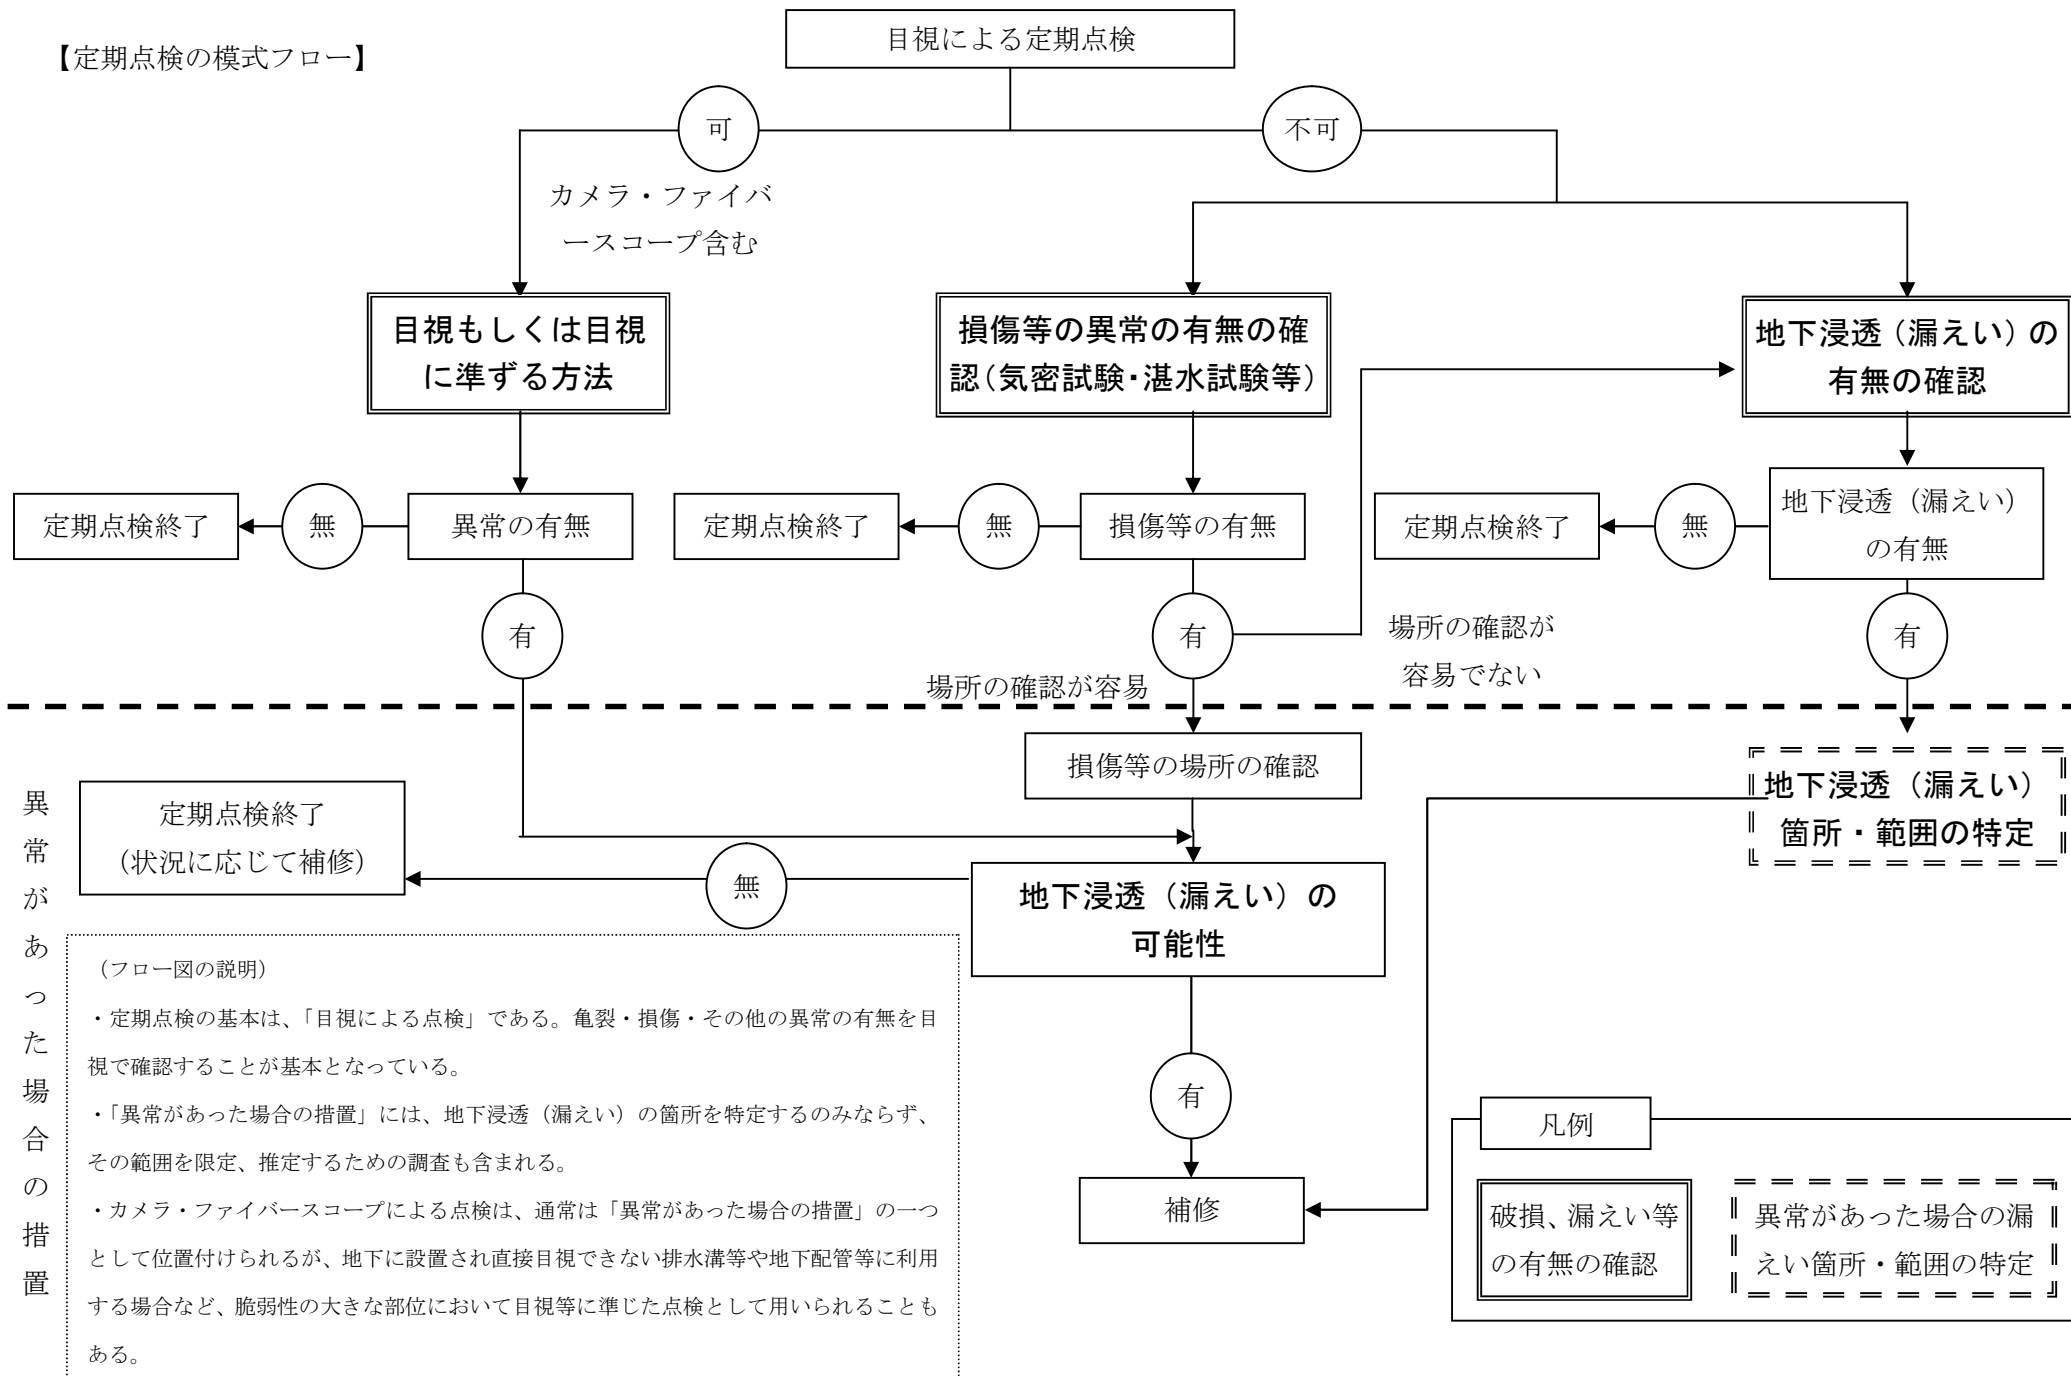 【定期点検の模式フロー】
目視による定期点検
可
不可
カメラ・ファイバ
ースコープ含む
目視もしくは目視
に準ずる方法
損傷等の異常の有無の確
認（気密試験・湛水試験等）
地下浸透（漏えい）の
有無の確認
定期点検終了
無
異常の有無
定期点検終了
無
損傷等の有無
定期点検終了
無
地下浸透（漏えい）
の有無
有
有
場所の確認が
容易でない
有
場所の確認が容易
異常があった場合の措置
損傷等の場所の確認
地下浸透（漏えい）
箇所・範囲の特定
定期点検終了
（状況に応じて補修）
無
地下浸透（漏えい）の
可能性
（フロー図の説明）
・定期点検の基本は、「目視による点検」である。亀裂・損傷・その他の異常の有無を目
視で確認することが基本となっている。
・「異常があった場合の措置」には、地下浸透（漏えい）の箇所を特定するのみならず、
その範囲を限定、推定するための調査も含まれる。
・カメラ・ファイバースコープによる点検は、通常は「異常があった場合の措置」の一つ
として位置付けられるが、地下に設置され直接目視できない排水溝等や地下配管等に利用
する場合など、脆弱性の大きな部位において目視等に準じた点検として用いられることも
ある。
有
補修
凡例
破損、漏えい等
の有無の確認
異常があった場合の漏
えい箇所・範囲の特定